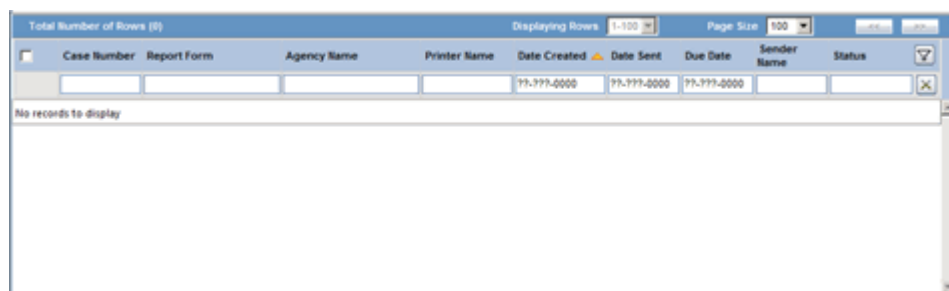 Total Number of Rows (0) Displaying Rows 1-100 Page Size 100 << >>
Case Number Report Form Agency Name Printer Name Date Created Date Sent Due Date Sender Name Status
??-???-0000 ??-???-0000 ??-???-0000
No records to display